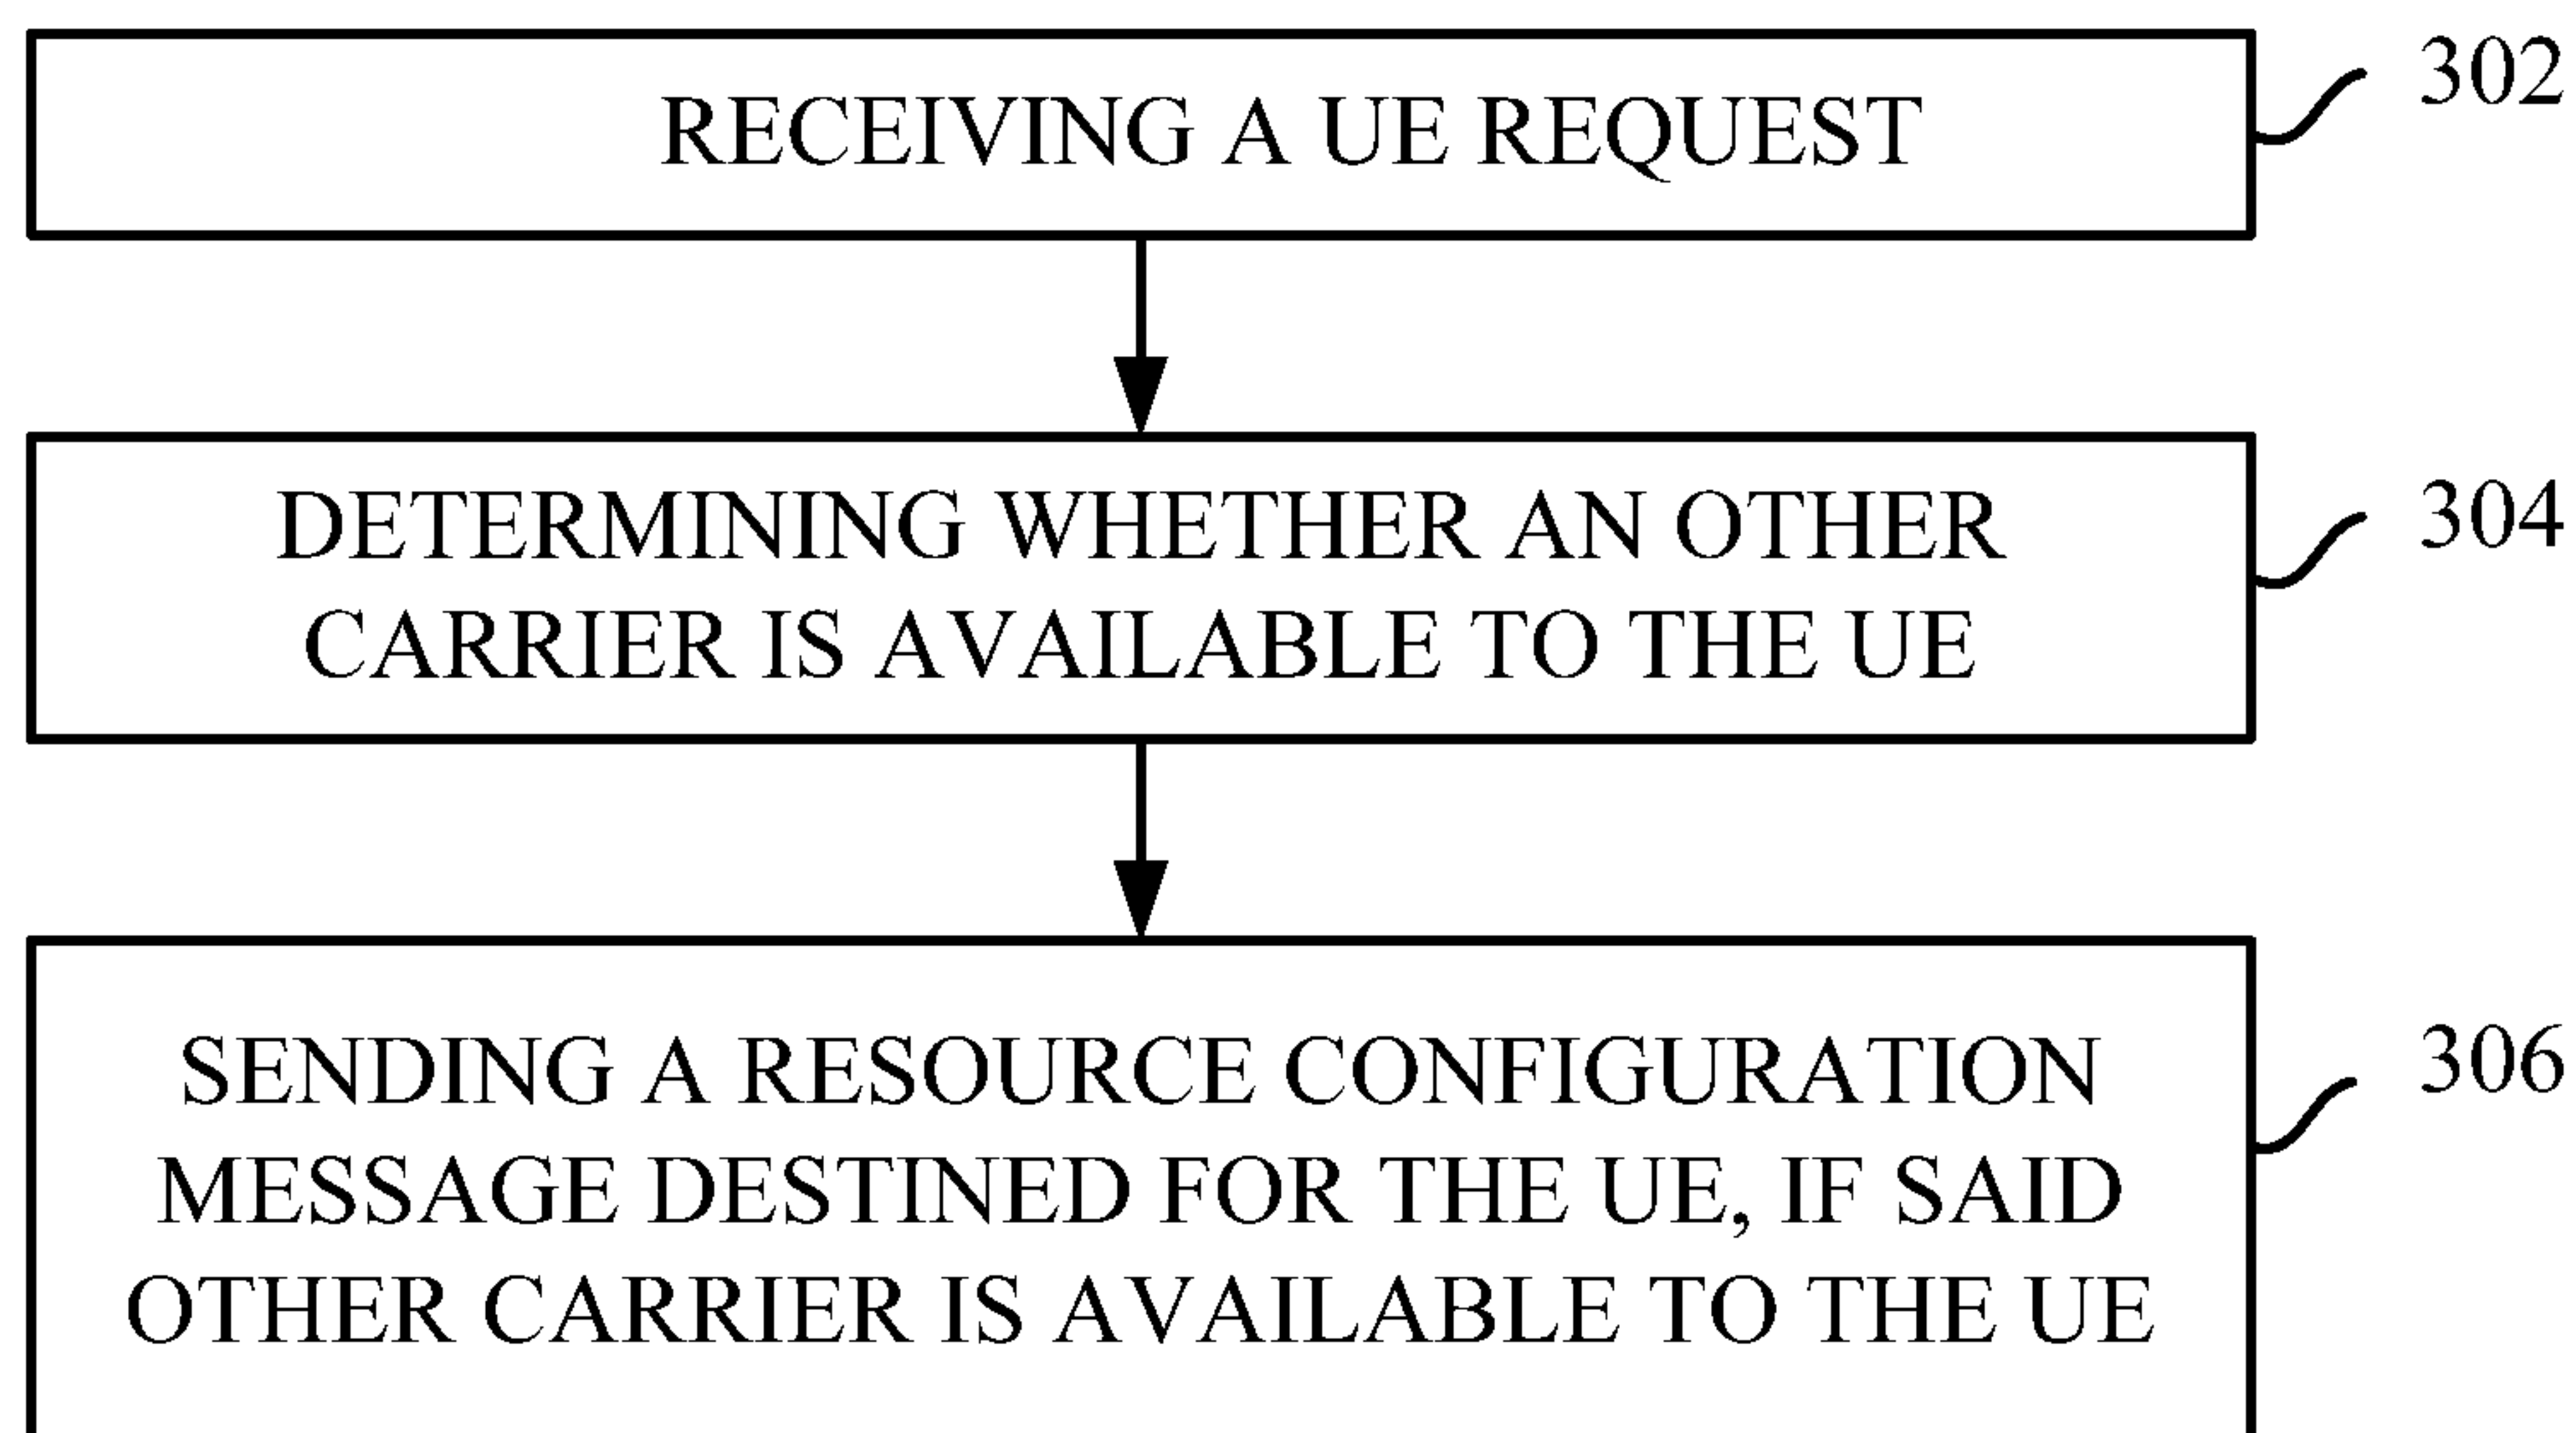 RECEIVING A UE REQUEST
302
DETERMINING WHETHER AN OTHER
CARRIER IS AVAILABLE TO THE UE
304
SENDING A RESOURCE CONFIGURATION
MESSAGE DESTINED FOR THE UE, IF SAID
OTHER CARRIER IS AVAILABLE TO THE UE
306